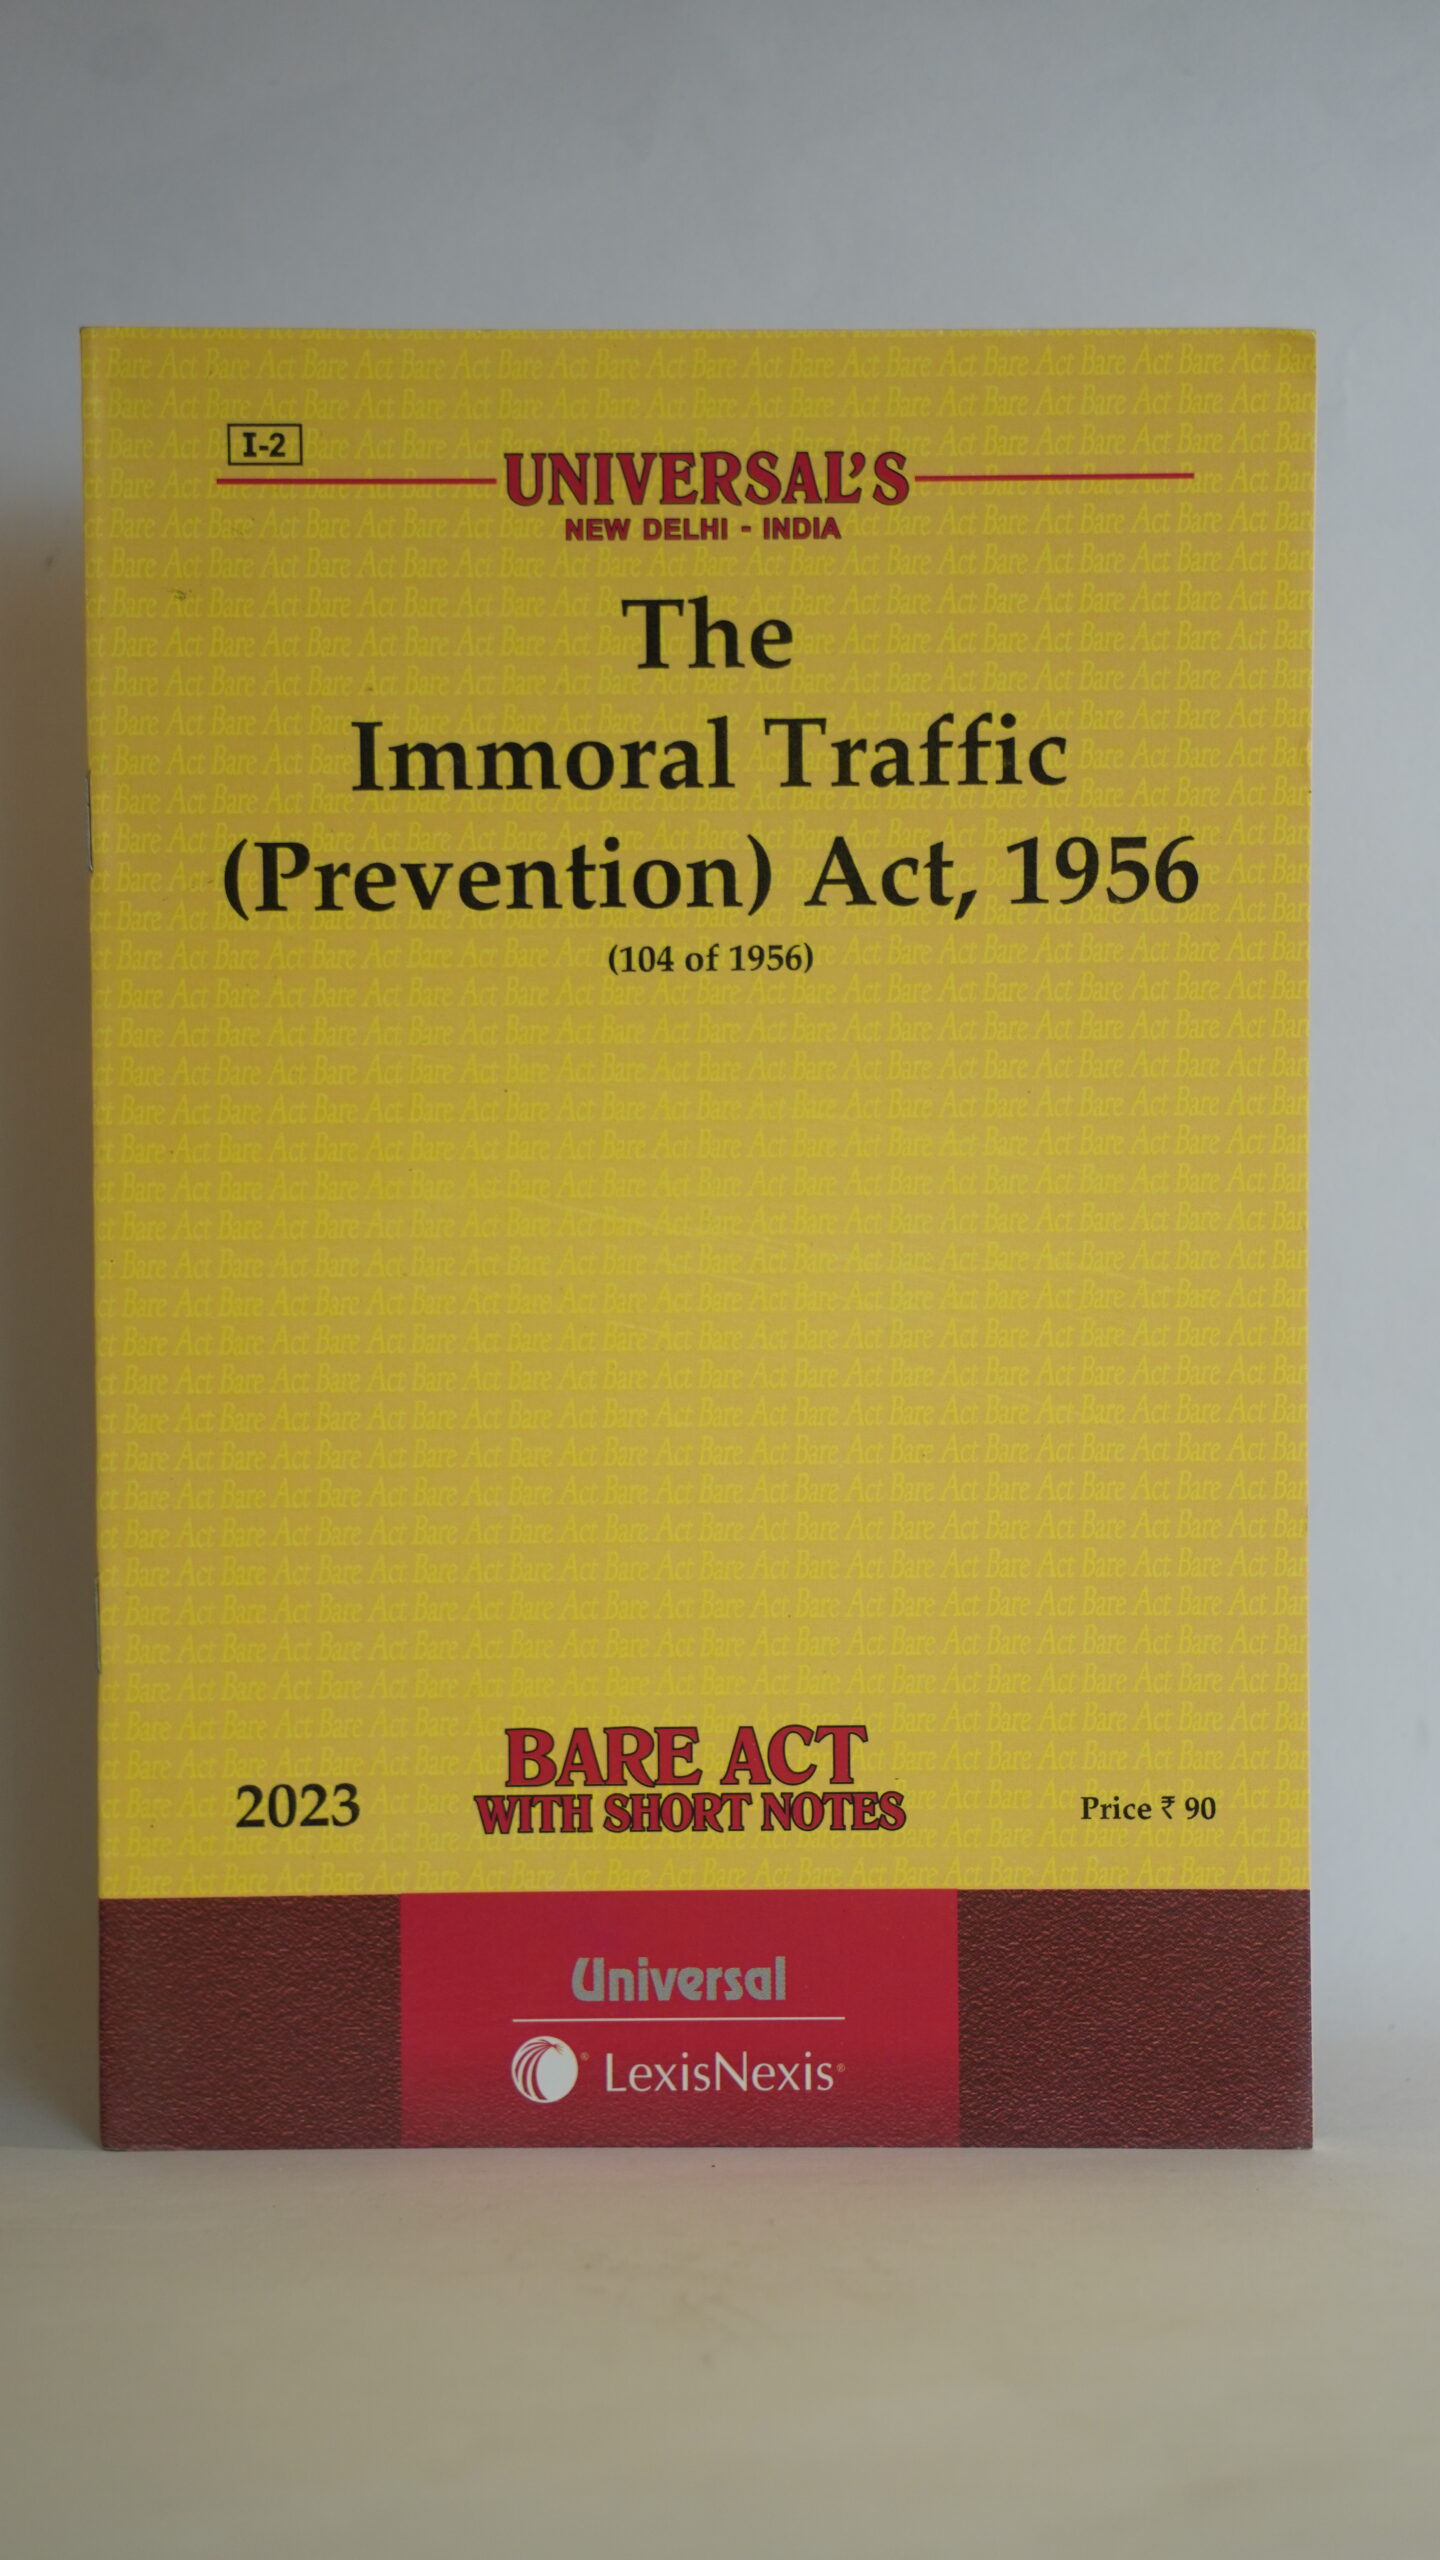 I-2
UNIVERSAL'S
NEW DELHI - INDIA
The
Immoral Traffic
(Prevention) Act, 1956
(104 of 1956)
BARE ACT
WITH SHORT NOTES
2023
Price ₹ 90
Universal
LexisNexis®